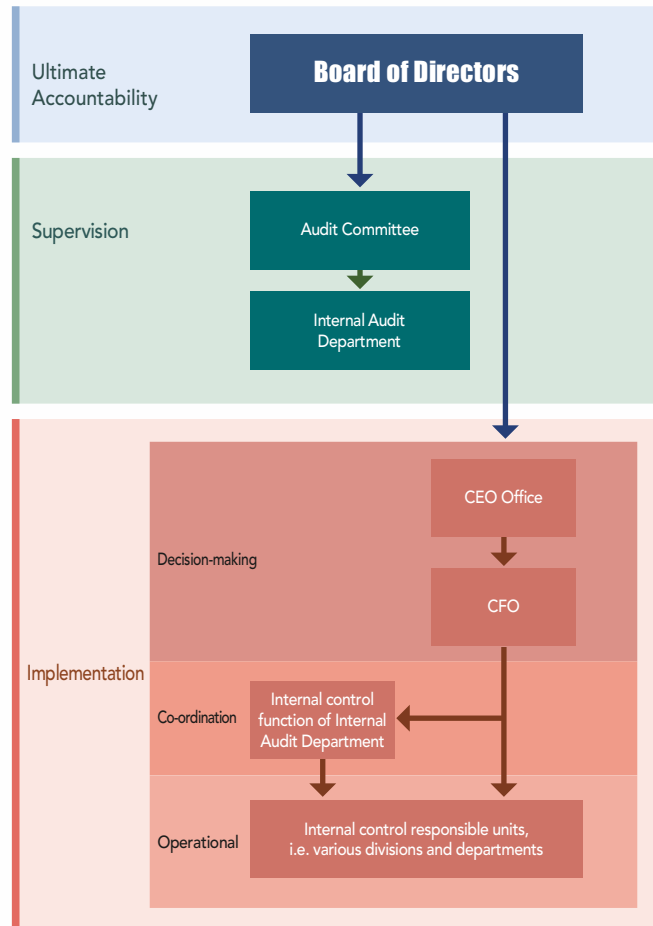 Ultimate
Accountability
Board of Directors
Supervision
Audit Committee
Internal Audit
Department
Implementation
Decision-making
CEO Office
CFO
Co-ordination
Internal control
function of Internal
Audit Department
Operational
Internal control responsible units,
i.e. various divisions and departments